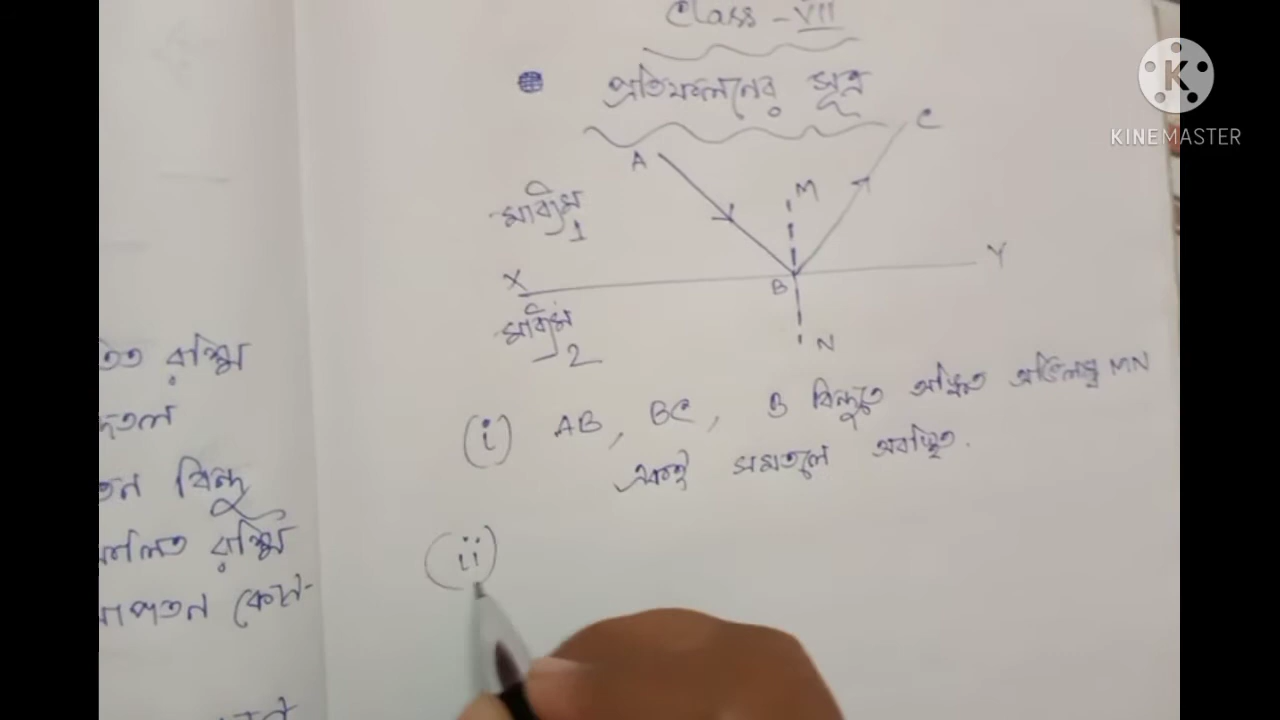 Class - VII
প্রতিফলনের সূত্র
A
C
M
মাধ্যম 1
X
B
Y
মাধ্যম 2
N
(i) AB, BC, B বিন্দুতে অঙ্কিত অভিলম্ব MN
একই সমতলে অবস্থিত.
(ii)
রশ্মি
বিন্দু
রশ্মি
কোণ
K
KINEMASTER